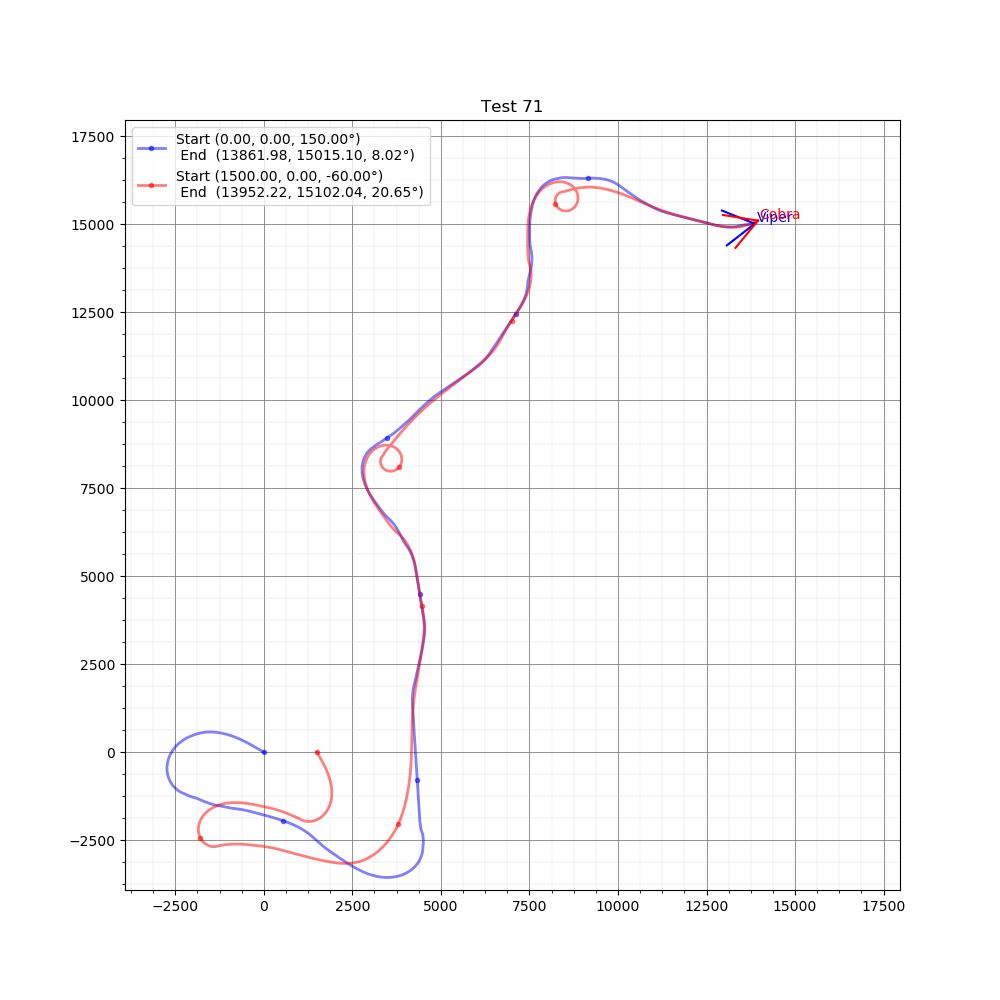 Test 71
Start (0.00, 0.00, 150.00°)
End (13861.98, 15015.10, 8.02°)
Start (1500.00, 0.00, -60.00°)
End (13952.22, 15102.04, 20.65°)
17500
15000
12500
10000
7500
5000
2500
0
−2500
Cobra
Viper
−2500 0 2500 5000 7500 10000 12500 15000 17500